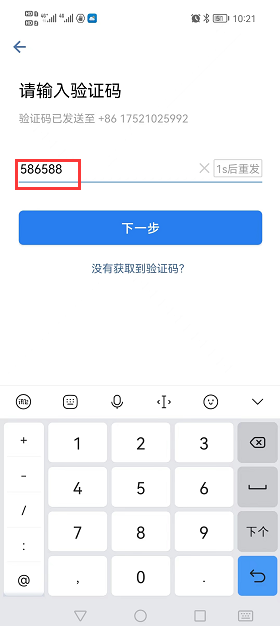 10:21
请输入验证码
验证码已发送至 +86 17521025992
586588
1s后重发
下一步
没有获取到验证码?
+ 1 2 3
- 4 5 6
/ 7 8 9 下个
:
@ , 0 .